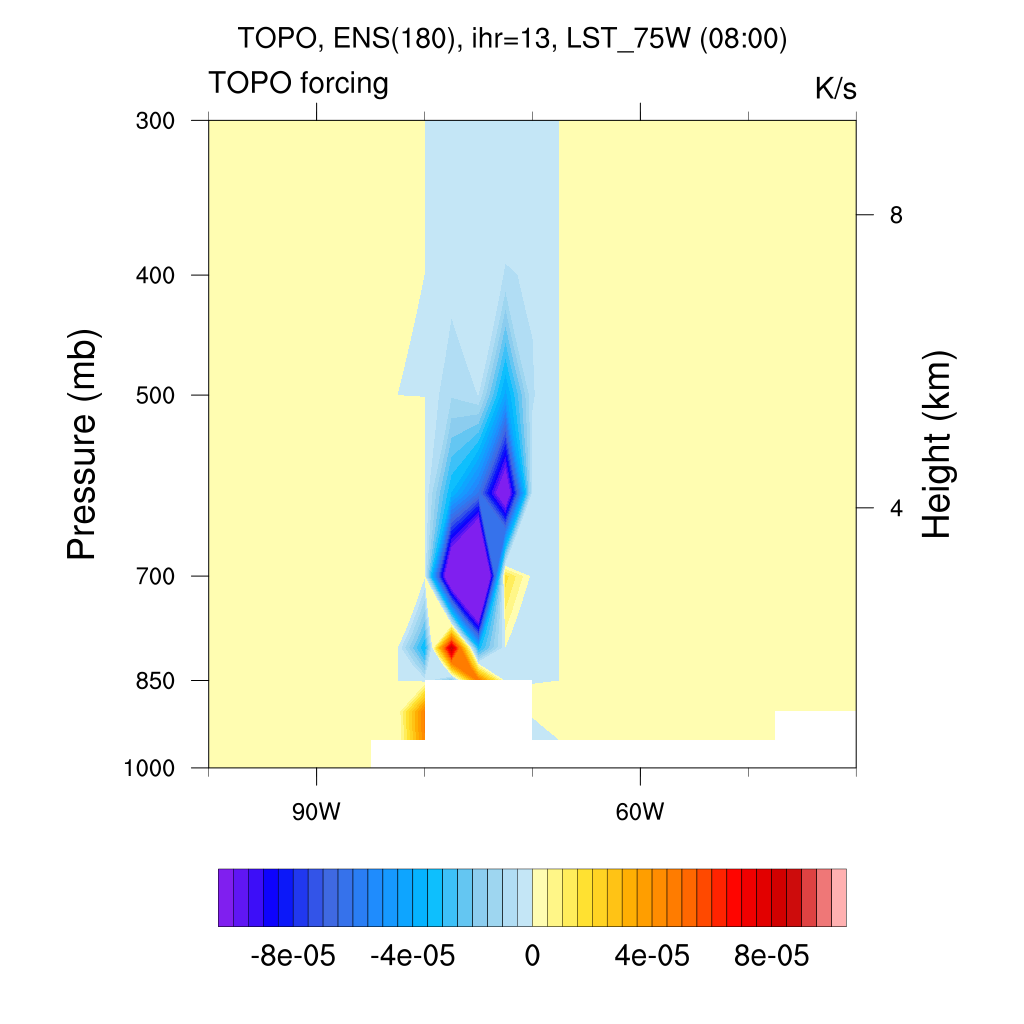 TOPO, ENS(180), ihr=13, LST_75W (08:00)
TOPO forcing
K/s
300
400
500
700
850
1000
Pressure (mb)
8
4
Height (km)
90W
60W
-8e-05
-4e-05
0
4e-05
8e-05